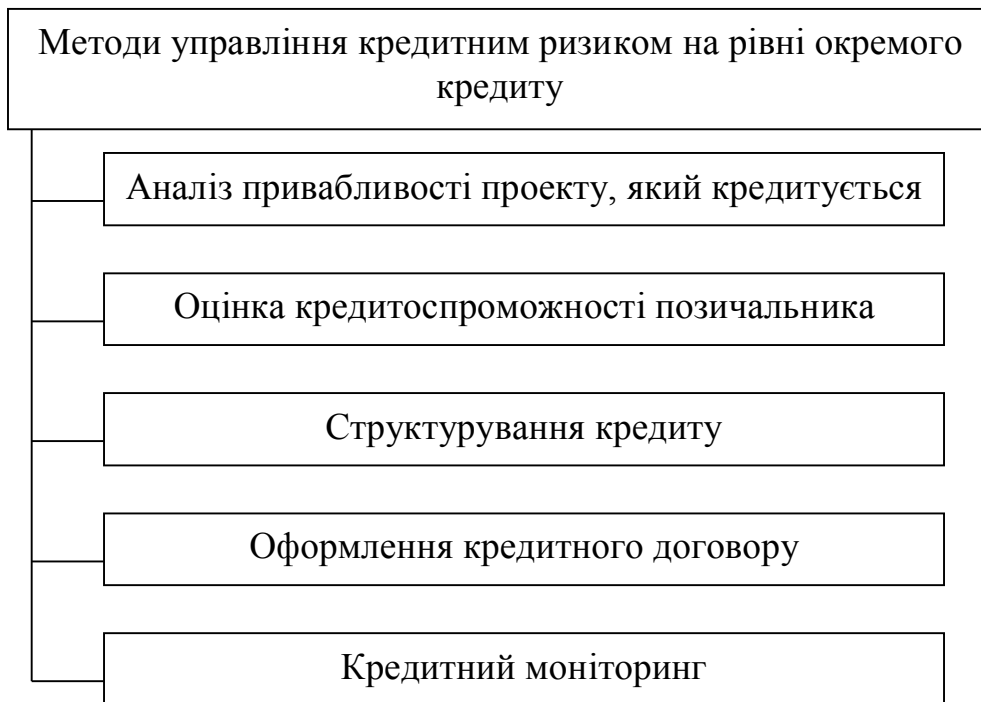 Методи управління кредитним ризиком на рівні окремого
кредиту
Аналіз привабливості проекту, який кредитується
Оцінка кредитоспроможності позичальника
Структурування кредиту
Оформлення кредитного договору
Кредитний моніторинг